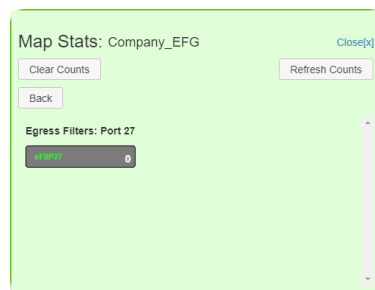 Map Stats: Company_EFG
Close[x]
Clear Counts
Refresh Counts
Back
Egress Filters: Port 27
eFltP27
0